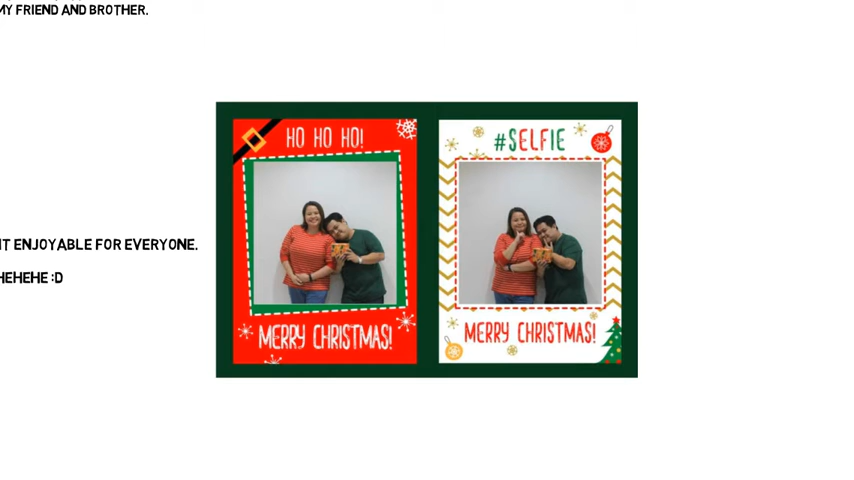 MY FRIEND AND BROTHER.
IT ENJOYABLE FOR EVERYONE.
HEHEHE :D
HO HO HO!
MERRY CHRISTMAS!
#SELFIE
MERRY CHRISTMAS!